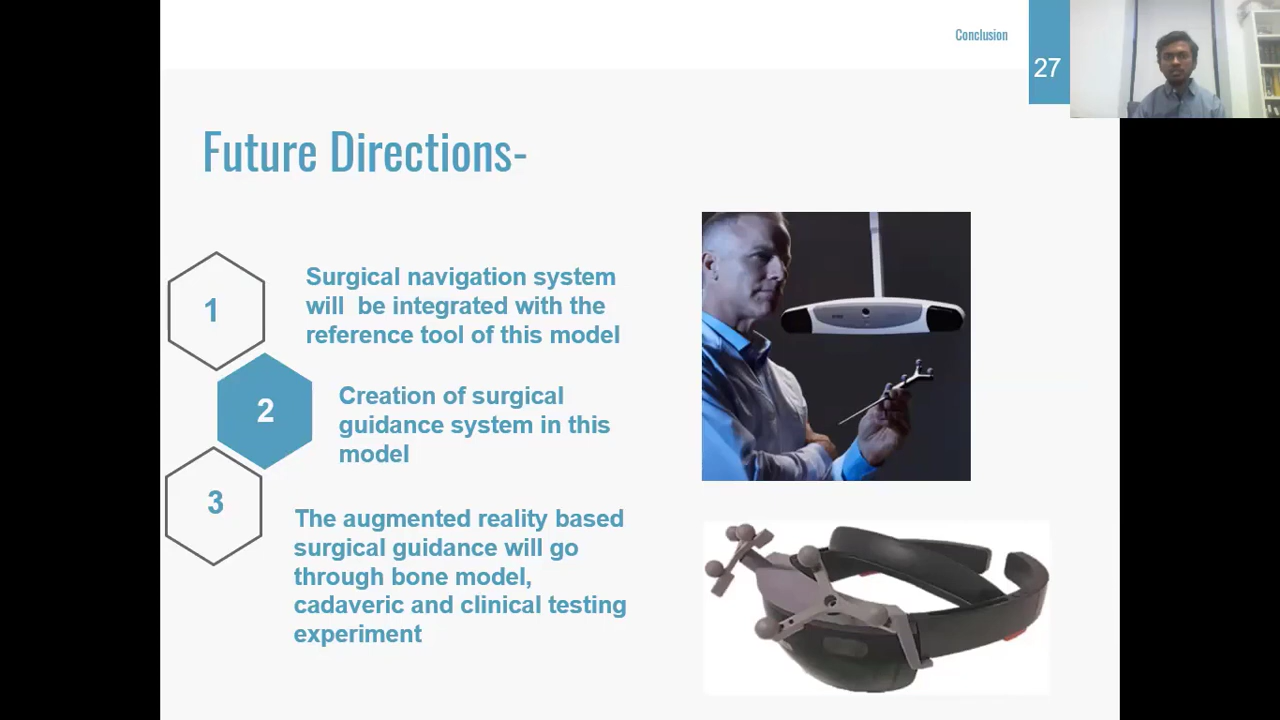 Conclusion
27
Future Directions-
1
Surgical navigation system
will be integrated with the
reference tool of this model
2
Creation of surgical
guidance system in this
model
3
The augmented reality based
surgical guidance will go
through bone model,
cadaveric and clinical testing
experiment